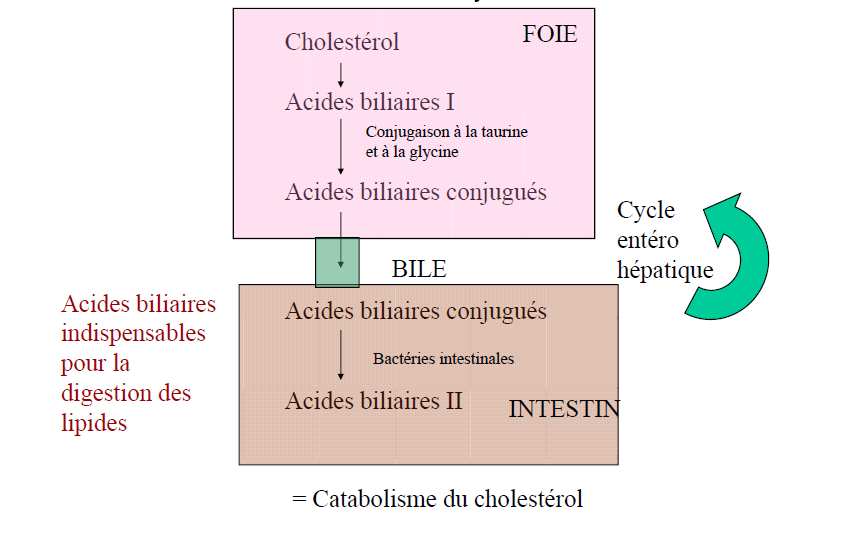 FOIE
Cholestérol
Acides biliaires I
Conjugaison à la taurine
et à la glycine
Acides biliaires conjugués
Cycle
entéro
hépatique
BILE
Acides biliaires
indispensables
pour la
digestion des
lipides
Acides biliaires conjugués
Bactéries intestinales
Acides biliaires II
INTESTIN
= Catabolisme du cholestérol